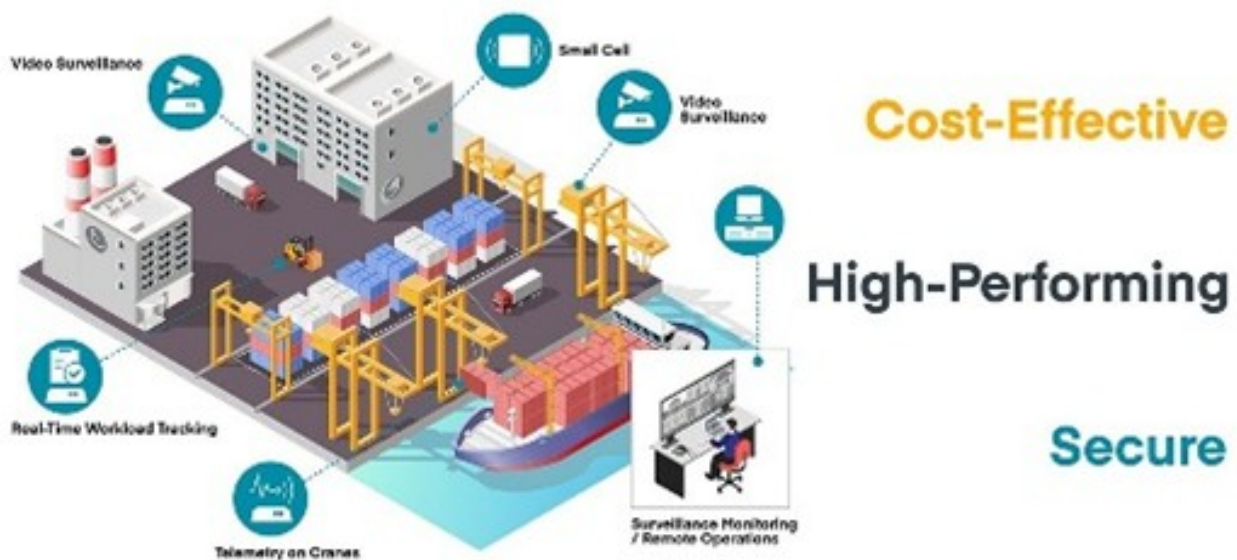 Small Cell
Video Surveillance
Video
Surveillance
Cost-Effective
High-Performing
Real-Time Workload Tracking
Secure
Surveillance Monitoring
/ Remote Operations
Telemetry on Cranes